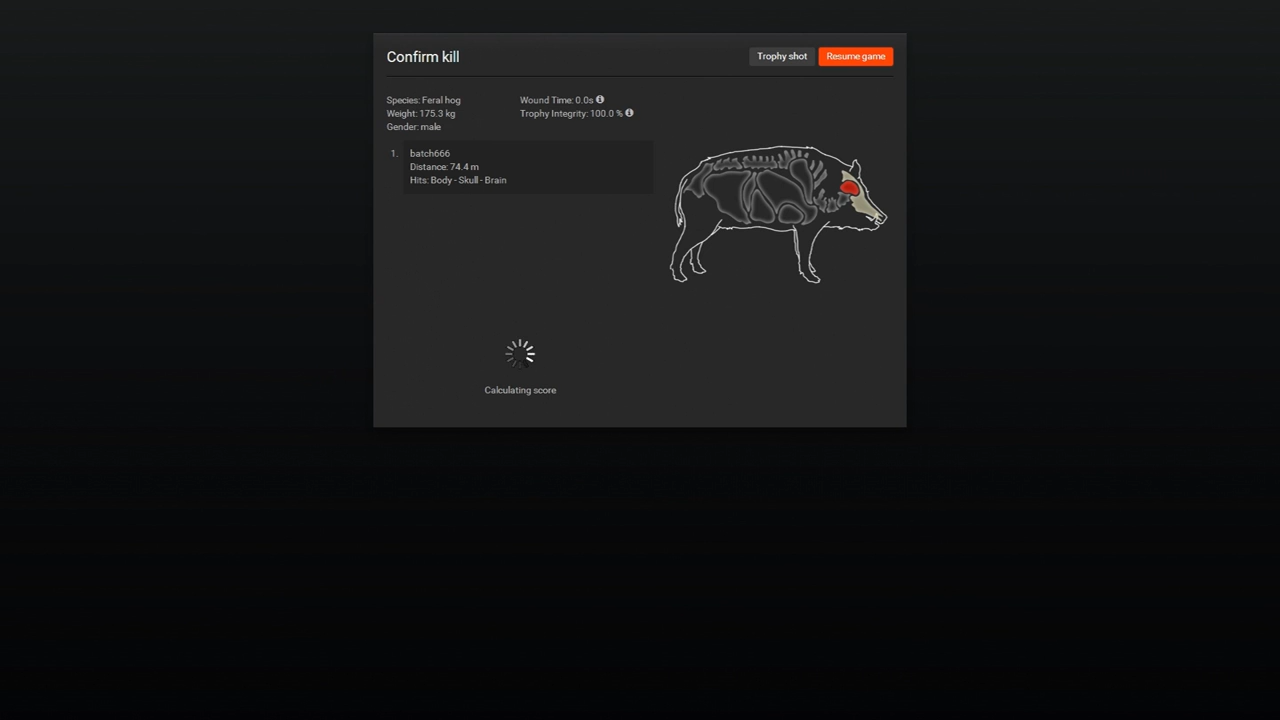 Confirm kill
Trophy shot
Resume game
Species: Feral hog
Weight: 175.3 kg
Gender: male
Wound Time: 0.0s
Trophy Integrity: 100.0 %
1.
batch666
Distance: 74.4 m
Hits: Body - Skull - Brain
Calculating score